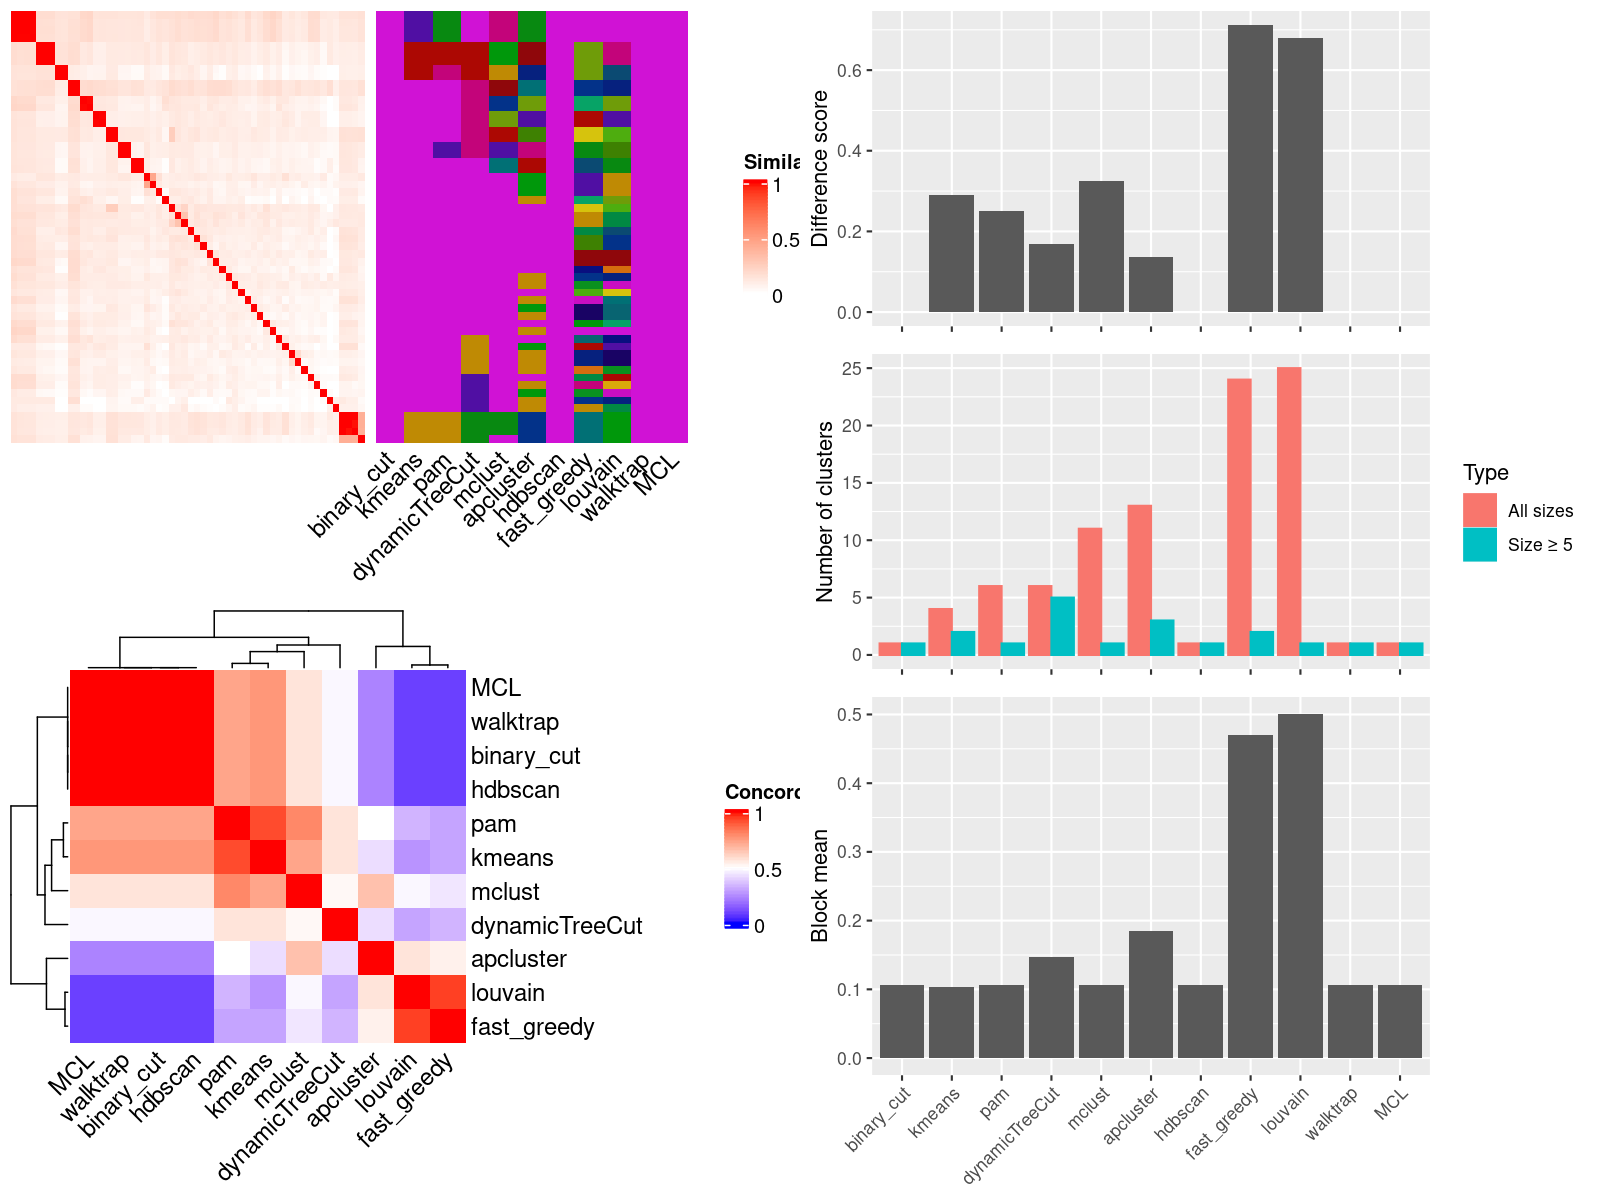 Simila
1
0.5
0
binary_cut
kmeans
pam
dynamicTreeCut
mclust
apcluster
hdbscan
fast_greedy
louvain
walktrap
MCL
MCL
walktrap
binary_cut
hdbscan
pam
kmeans
mclust
dynamicTreeCut
apcluster
louvain
fast_greedy
MCL
walktrap
binary_cut
hdbscan
pam
kmeans
mclust
dynamicTreeCut
apcluster
louvain
fast_greedy
Concord
1
0.5
0
Difference score
0.6
0.4
0.2
0.0
Number of clusters
25
20
15
10
5
0
Type
All sizes
Size ≥ 5
Block mean
0.5
0.4
0.3
0.2
0.1
0.0
binary_cut
kmeans
pam
dynamicTreeCut
mclust
apcluster
hdbscan
fast_greedy
louvain
walktrap
MCL